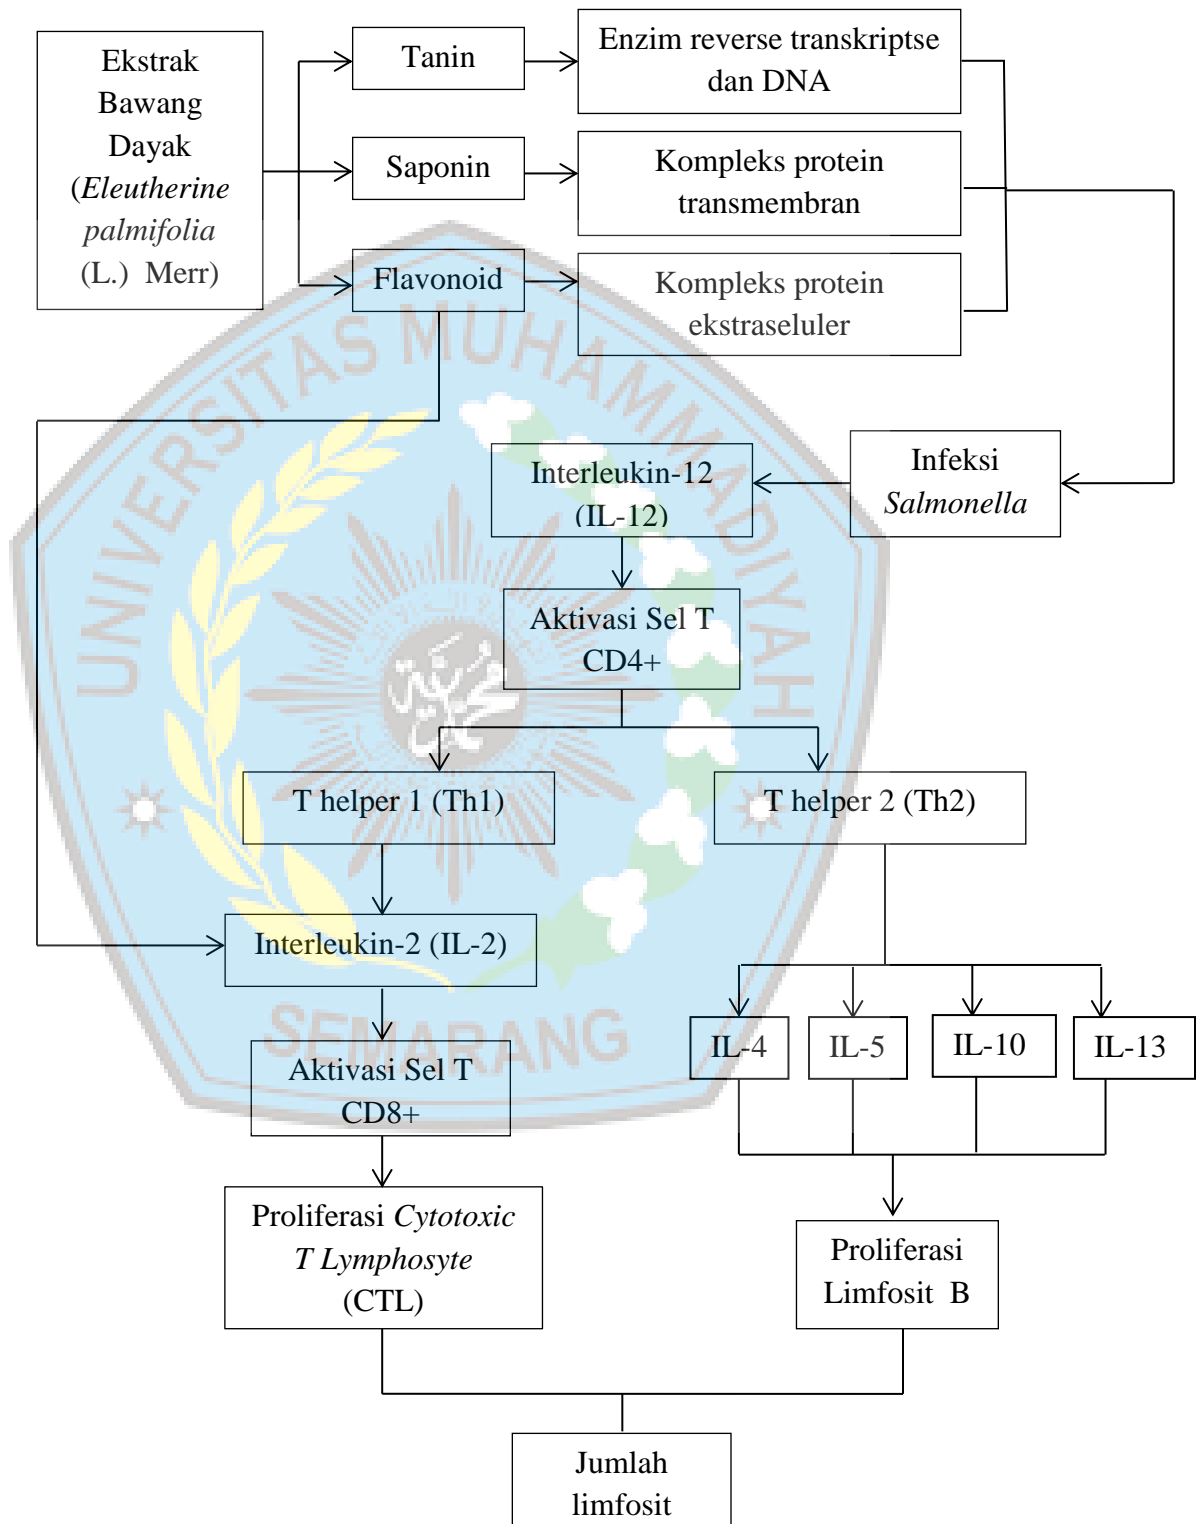 Ekstrak
Bawang
Dayak
(Eleutherine
palmifolia
(L.) Merr)
Tanin
Enzim reverse transkriptse
dan DNA
Saponin
Kompleks protein
transmembran
Flavonoid
Kompleks protein
ekstraseluler
UNIVERSITAS MUHAMMADIYAH
SEMARANG
Infeksi
Salmonella
Interleukin-12
(IL-12)
Aktivasi Sel T
CD4+
T helper 1 (Th1)
T helper 2 (Th2)
Interleukin-2 (IL-2)
IL-4
IL-5
IL-10
IL-13
Aktivasi Sel T
CD8+
Proliferasi Cytotoxic
T Lymphosyte
(CTL)
Proliferasi
Limfosit B
Jumlah
limfosit